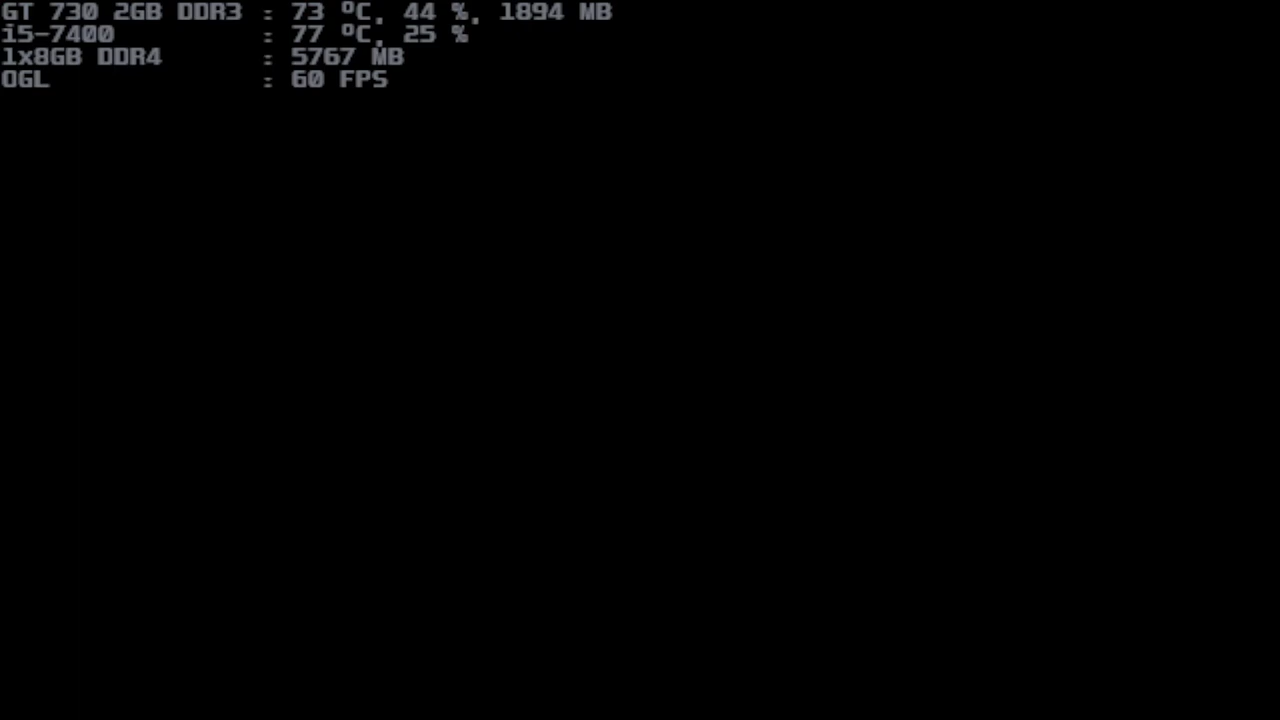 GT 730 2GB DDR3 : 73 ºC, 44 %, 1894 MB
i5-7400 : 77 ºC, 25 %
1x8GB DDR4 : 5767 MB
OGL : 60 FPS